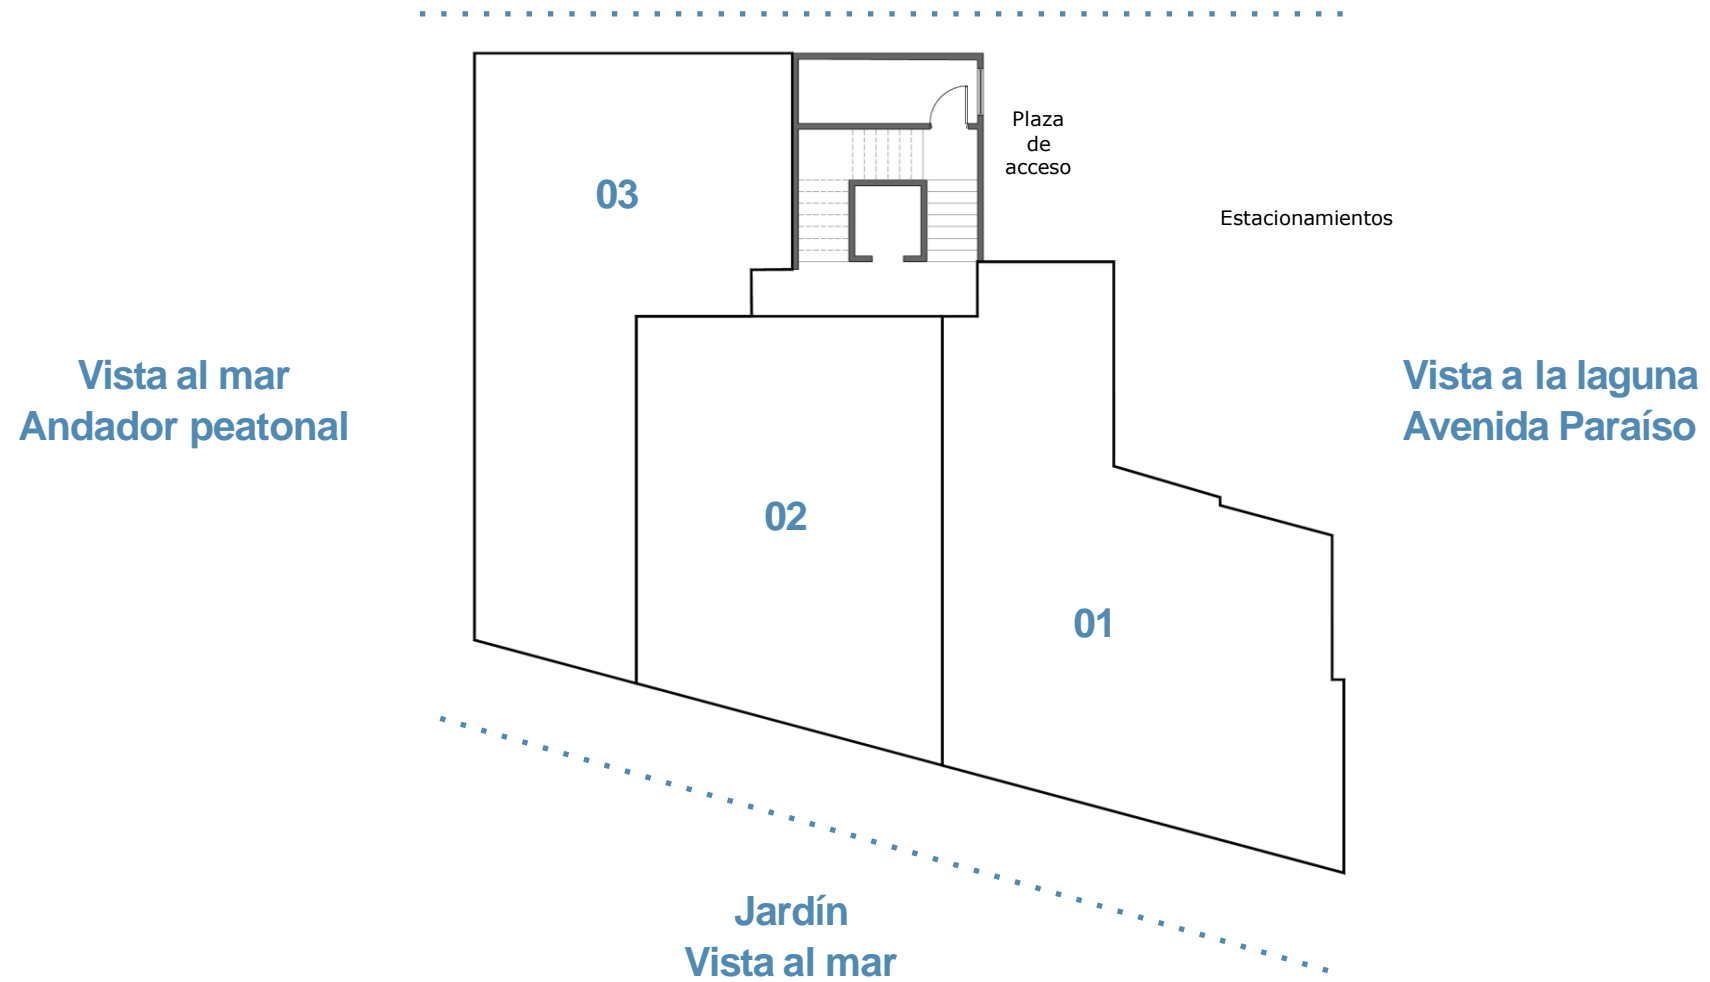 Plaza
de
acceso
03
Estacionamientos
Vista al mar
Andador peatonal
Vista a la laguna
Avenida Paraíso
02
01
Jardín
Vista al mar